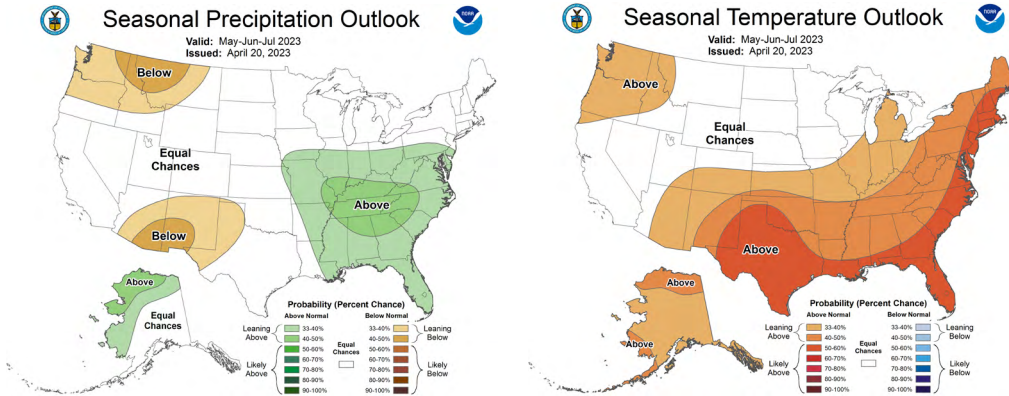 Seasonal Precipitation Outlook
Valid: May-Jun-Jul 2023
Issued: April 20, 2023
NOAA
Below
Equal
Chances
Above
Below
Above
Equal
Chances
Probability (Percent Chance)
Above Normal
Below Normal
Leaning
Above
33-40%
40-50%
Likely
Above
50-60%
60-70%
70-80%
80-90%
90-100%
Equal
Chances
33-40%
40-50%
Leaning
Below
50-60%
60-70%
70-80%
80-90%
90-100%
Likely
Below
Seasonal Temperature Outlook
Valid: May-Jun-Jul 2023
Issued: April 20, 2023
NOAA
Above
Equal
Chances
Above
Above
Above
Probability (Percent Chance)
Above Normal
Below Normal
Leaning
Above
33-40%
40-50%
Likely
Above
50-60%
60-70%
70-80%
80-90%
90-100%
Equal
Chances
33-40%
40-50%
Leaning
Below
50-60%
60-70%
70-80%
80-90%
90-100%
Likely
Below